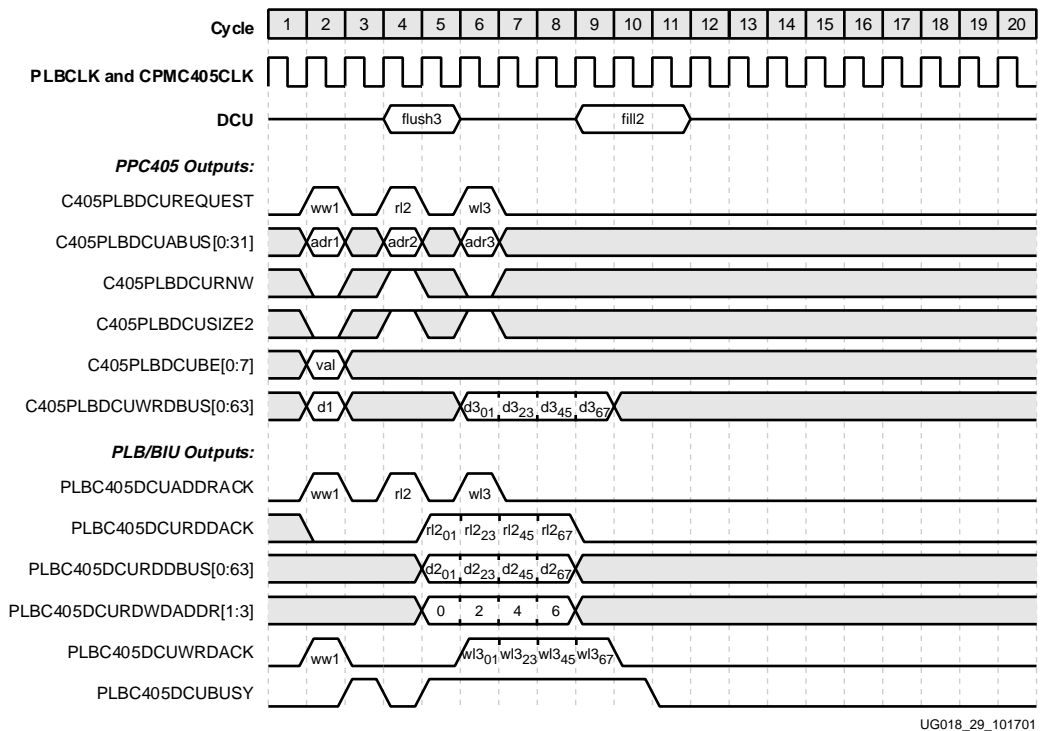 Cycle 1 2 3 4 5 6 7 8 9 10 11 12 13 14 15 16 17 18 19 20
PLBCLK and CPMC405CLK
DCU flush3 fill2
PPC405 Outputs:
C405PLBDCUREQUEST ww1 rl2 wl3
C405PLBDCUABUS[0:31] adr1 adr2 adr3
C405PLBDCURNW
C405PLBDCUSIZE2
C405PLBDCUBE[0:7] val
C405PLBDCUWRDBUS[0:63] d1 d301 d323 d345 d367
PLB/BIU Outputs:
PLBC405DCUADDRACK ww1 rl2 wl3
PLBC405DCURDDACK rl201 rl223 rl245 rl267
PLBC405DCURDDBUS[0:63] d201 d223 d245 d267
PLBC405DCURDWDADDR[1:3] 0 2 4 6
PLBC405DCUWRDACK ww1 wl301 wl323 wl345 wl367
PLBC405DCUBUSY
UG018_29_101701